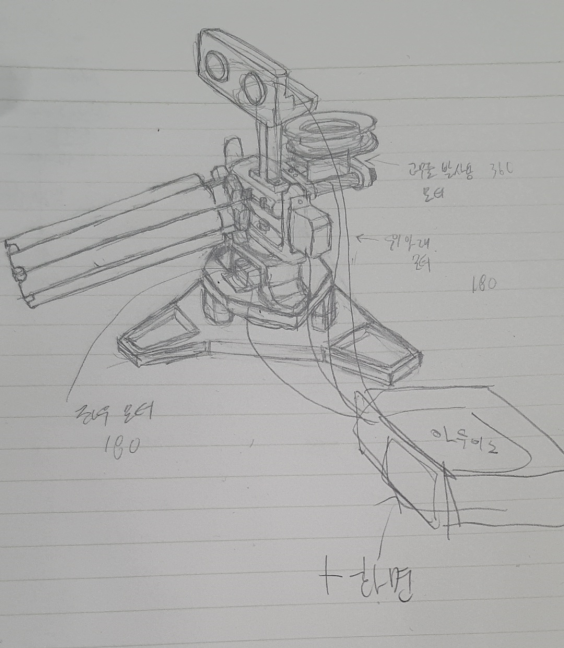 고무줄 발사용 360
모터
위아래
모터
180
좌우 모터
180
아두이노
+ 화면